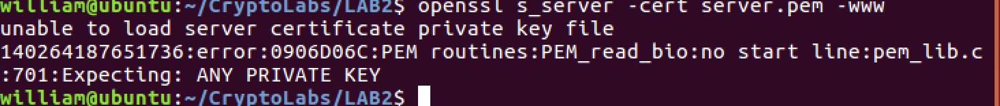 william@ubuntu:~/CryptoLabs/LAB2$ openssl s_server -cert server.pem -www
unable to load server certificate private key file
140264187651736:error:0906D06C:PEM routines:PEM_read_bio:no start line:pem_lib.c
:701:Expecting: ANY PRIVATE KEY
william@ubuntu:~/CryptoLabs/LAB2$